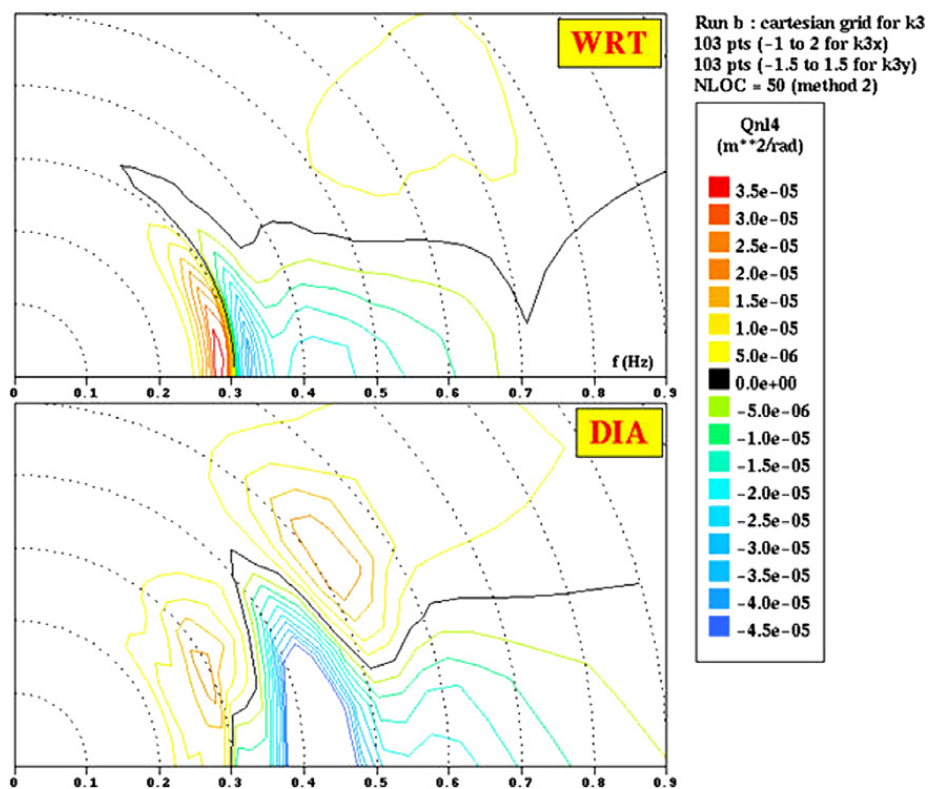 WRT
f (Hz)
0 0.1 0.2 0.3 0.4 0.5 0.6 0.7 0.8 0.9
DIA
0 0.1 0.2 0.3 0.4 0.5 0.6 0.7 0.8 0.9
Run b : cartesian grid for k3
103 pts (-1 to 2 for k3x)
103 pts (-1.5 to 1.5 for k3y)
NLOC = 50 (method 2)
Qnl4
(m**2/rad)
3.5e-05
3.0e-05
2.5e-05
2.0e-05
1.5e-05
1.0e-05
5.0e-06
0.0e+00
-5.0e-06
-1.0e-05
-1.5e-05
-2.0e-05
-2.5e-05
-3.0e-05
-3.5e-05
-4.0e-05
-4.5e-05